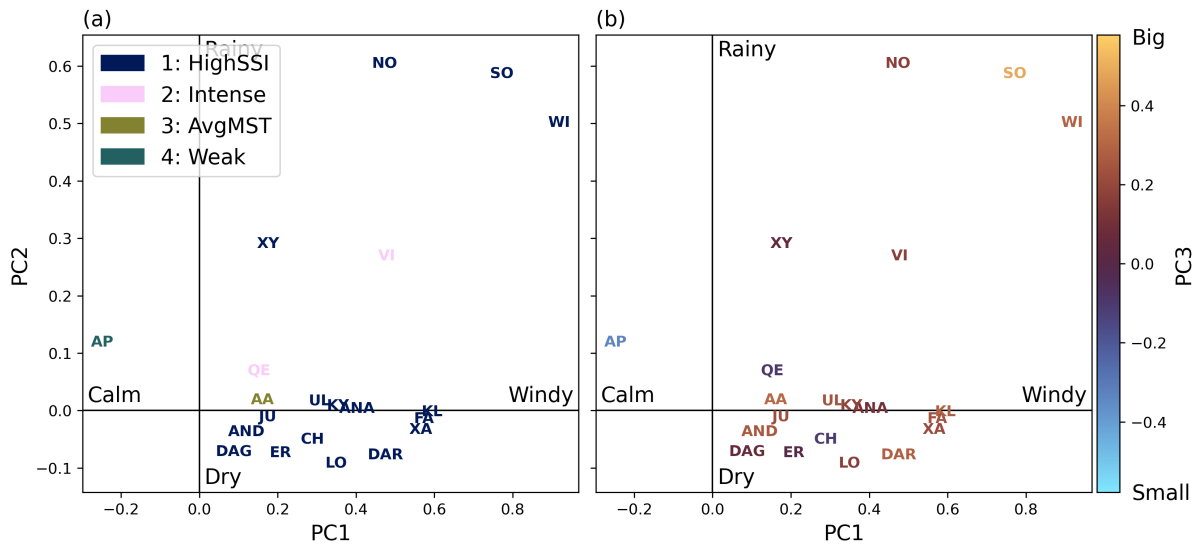 (a)
Rainy
1: HighSSI
2: Intense
3: AvgMST
4: Weak
NO
SO
WI
XY
VI
AP
QE
Calm
Windy
AA
UL
KY
ANA
KL
JU
FA
AND
XA
CH
DAG
ER
DAR
LO
Dry
0.6
0.5
0.4
0.3
0.2
0.1
0.0
−0.1
PC2
−0.2
0.0
0.2
0.4
0.6
0.8
PC1
(b)
Rainy
NO
SO
WI
XY
VI
AP
QE
Calm
Windy
AA
UL
KY
ANA
KL
JU
FA
AND
XA
CH
DAG
ER
DAR
LO
Dry
−0.2
0.0
0.2
0.4
0.6
0.8
PC1
Big
0.4
0.2
0.0
−0.2
−0.4
Small
PC3